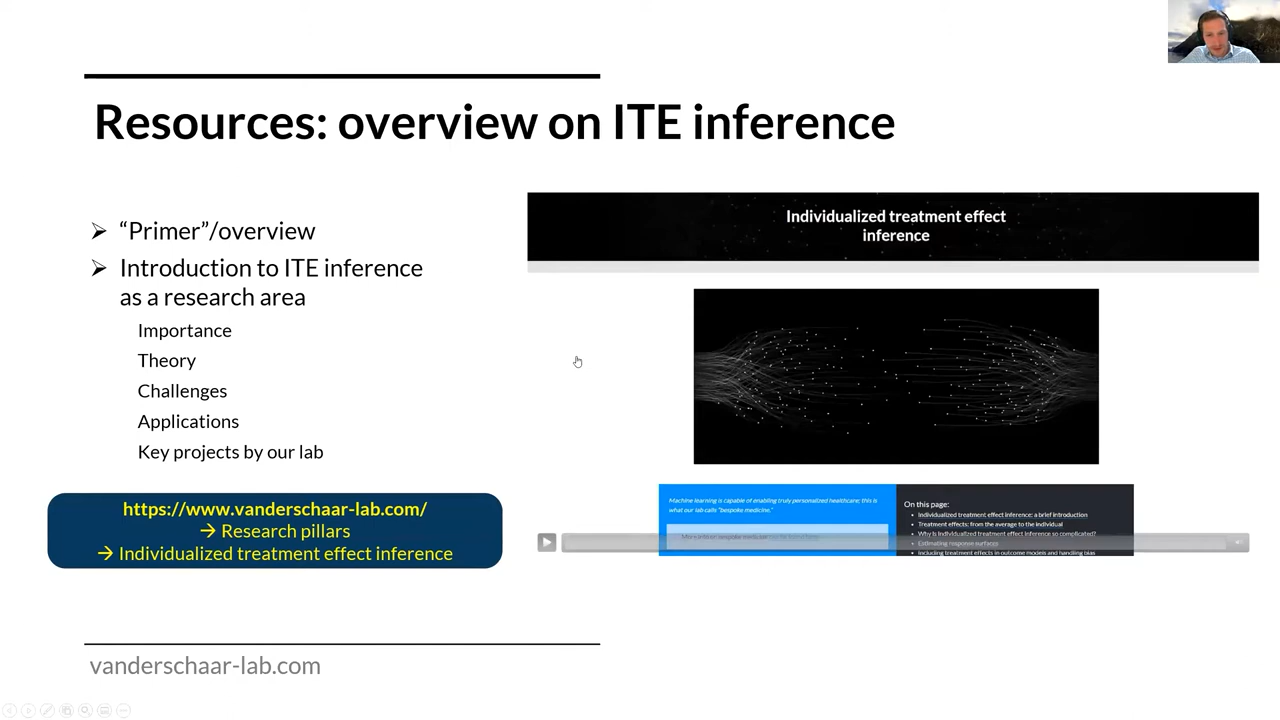 Resources: overview on ITE inference
“Primer”/overview
Introduction to ITE inference
as a research area
Importance
Theory
Challenges
Applications
Key projects by our lab
https://www.vanderschaar-lab.com/
→ Research pillars
→ Individualized treatment effect inference
Individualized treatment effect
inference
Machine learning is capable of enabling truly personalized healthcare; this is
what our lab calls “bespoke medicine.”
On this page:
Individualized treatment effect inference: a brief introduction
Treatment effects: from the average to the individual
Why is individualized treatment effect inference so complicated?
Estimating response surfaces
Including treatment effects in outcome models and handling bias
vanderschaar-lab.com